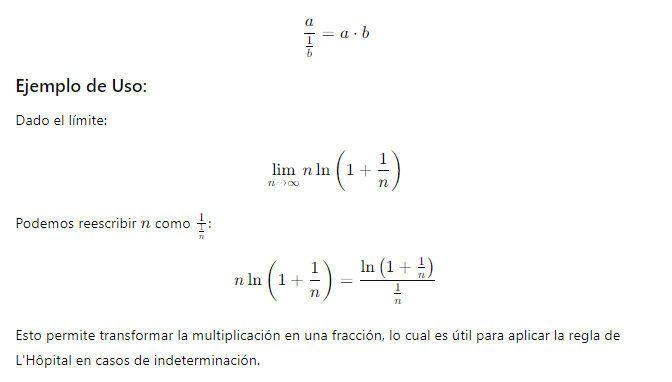 $\frac{a}{\frac{1}{b}} = a \cdot b$
Ejemplo de Uso:
Dado el límite:
$\lim_{n \to \infty} n \ln \left(1 + \frac{1}{n}\right)$
Podemos reescribir $n$ como $\frac{1}{\frac{1}{n}}$:
$n \ln \left(1 + \frac{1}{n}\right) = \frac{\ln \left(1 + \frac{1}{n}\right)}{\frac{1}{n}}$
Esto permite transformar la multiplicación en una fracción, lo cual es útil para aplicar la regla de
L'Hôpital en casos de indeterminación.